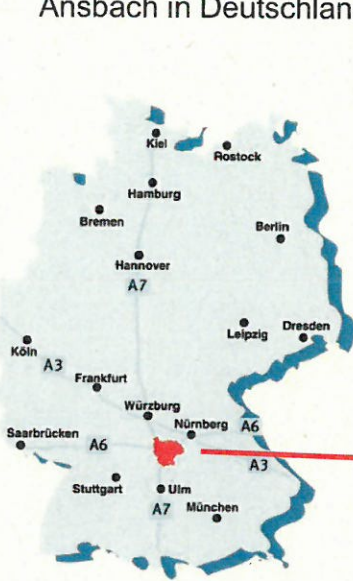 Ansbach in Deutschlan
Kiel
Rostock
Hamburg
Bremen
Berlin
Hannover
A7
Leipzig
Dresden
Köln
A3
Frankfurt
Würzburg
Nürnberg
A6
Saarbrücken
A6
A3
Stuttgart
Ulm
A7
München